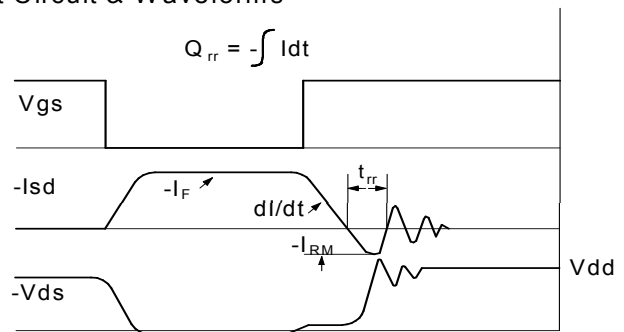 t Circuit & Waveforms
Q rr = -∫ Idt
Vgs
-Isd
-I F
dI/dt
t rr
-I RM
Vdd
-Vds